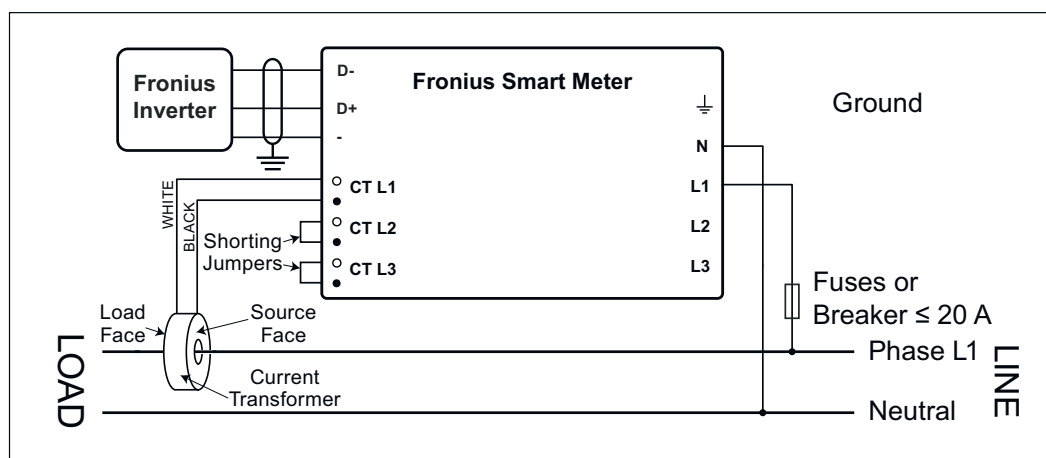 Fronius
Inverter
Fronius Smart Meter
D-
D+
-
CT L1
CT L2
CT L3
N
L1
L2
L3
Ground
WHITE
BLACK
Shorting
Jumpers
Load
Face
Source
Face
Current
Transformer
Fuses or
Breaker ≤ 20 A
Phase L1
Neutral
LOAD
LINE